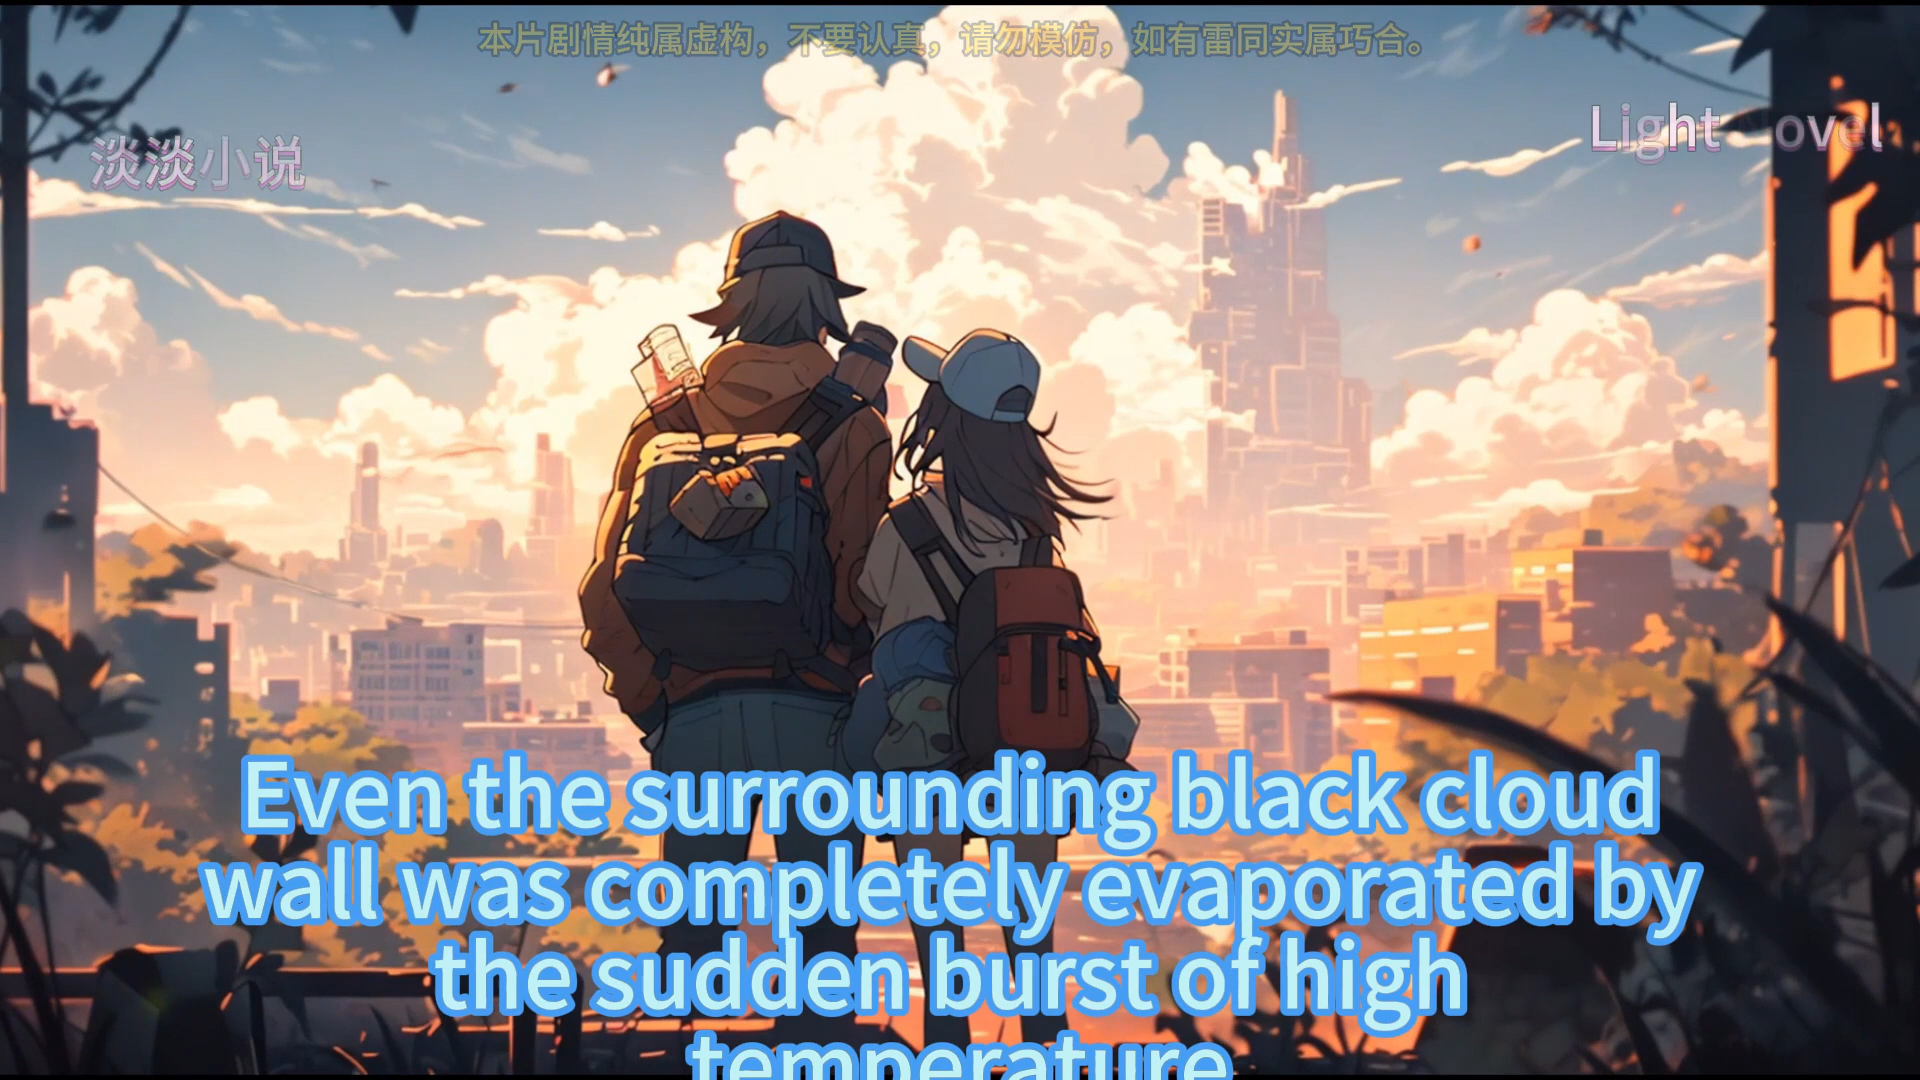 本片剧情纯属虚构，不要认真，请勿模仿，如有雷同实属巧合。
淡淡小说
Light Novel
Even the surrounding black cloud
wall was completely evaporated by
the sudden burst of high
temperature